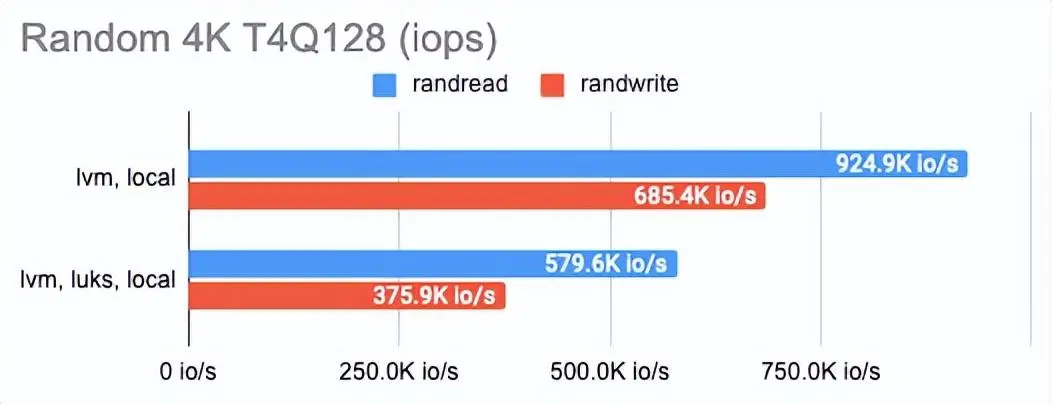 Random 4K T4Q128 (iops)
randread randwrite
lvm, local
924.9K io/s
685.4K io/s
lvm, luks, local
579.6K io/s
375.9K io/s
0 io/s 250.0K io/s 500.0K io/s 750.0K io/s